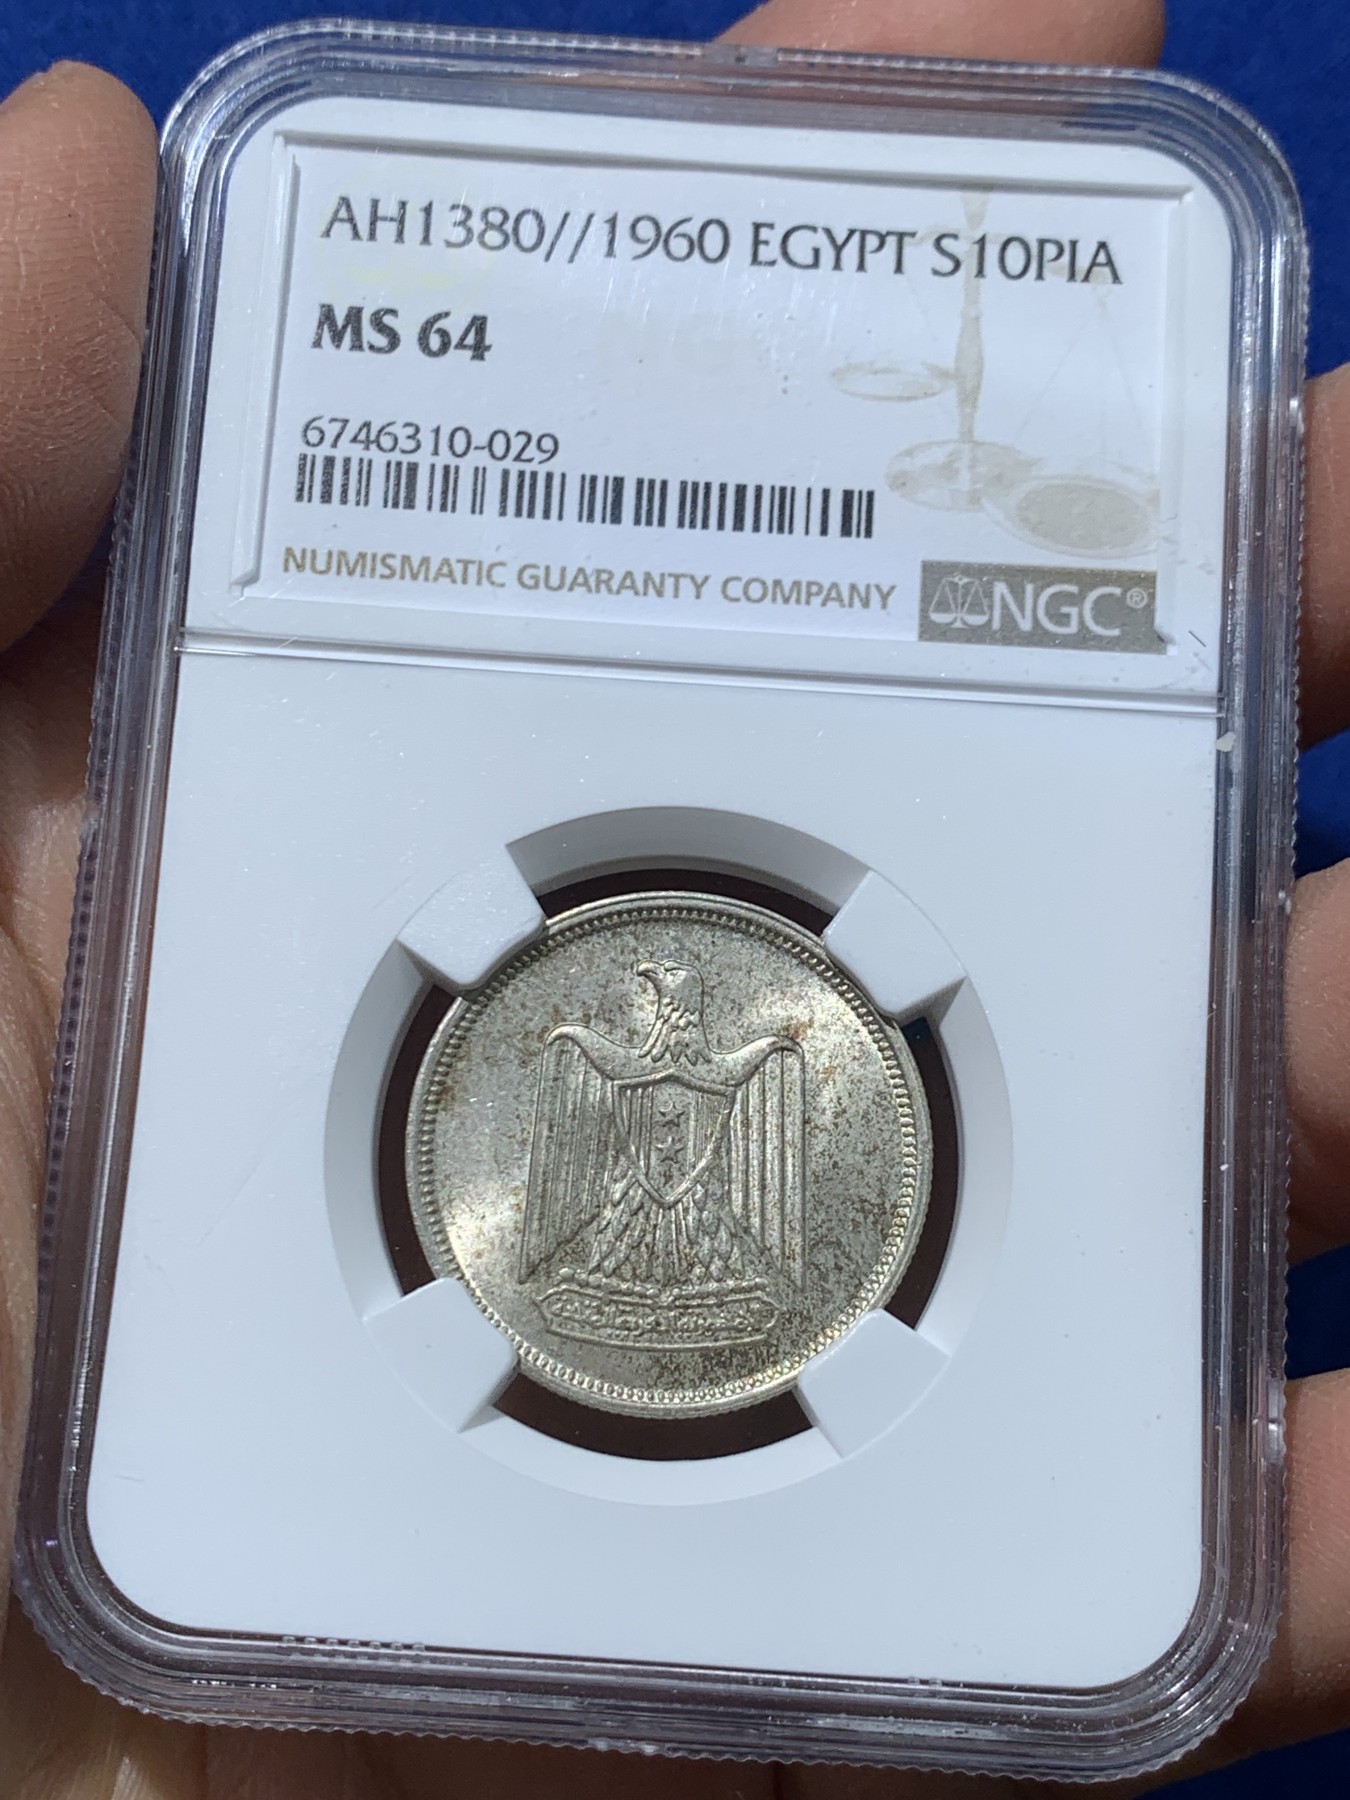 AH1380//1960 EGYPT S10PIA
MS 64
6746310-029
NUMISMATIC GUARANTY COMPANY
NGC®